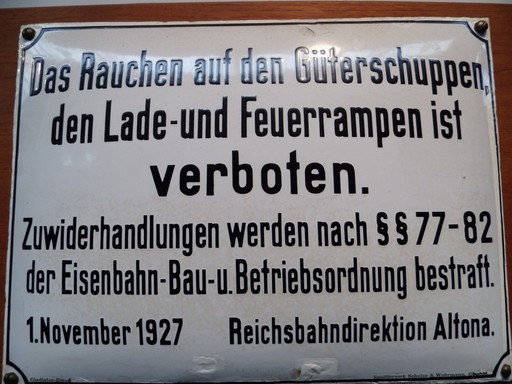 Das Rauchen auf den Güterschuppen,
den Lade-und Feuerrampen ist
verboten.
Zuwiderhandlungen werden nach §§ 77-82
der Eisenbahn-Bau-u. Betriebsordnung bestraft.
1. November 1927 Reichsbahndirektion Altona.